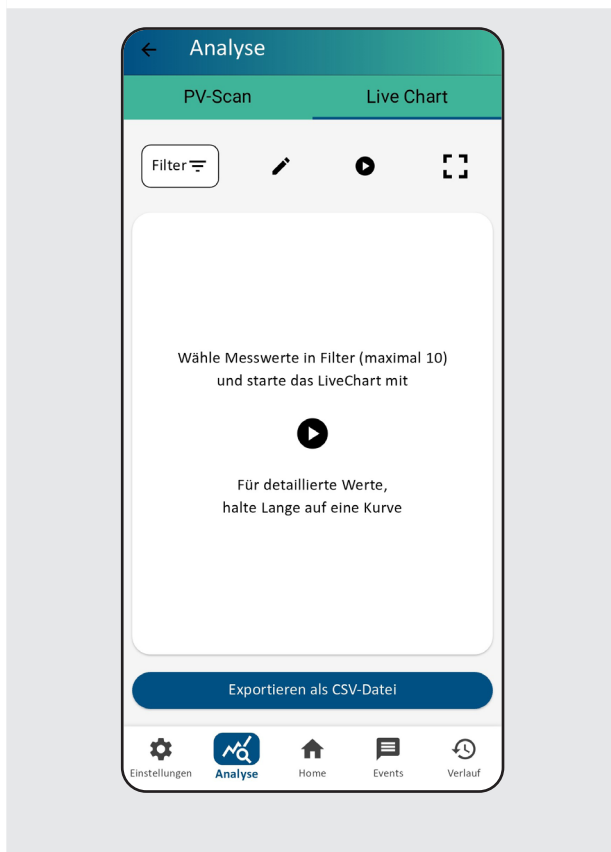 Analyse
PV-Scan
Live Chart
Filter
Wähle Messwerte in Filter (maximal 10)
und starte das LiveChart mit
Für detaillierte Werte,
halte Lange auf eine Kurve
Exportieren als CSV-Datei
Einstellungen
Analyse
Home
Events
Verlauf